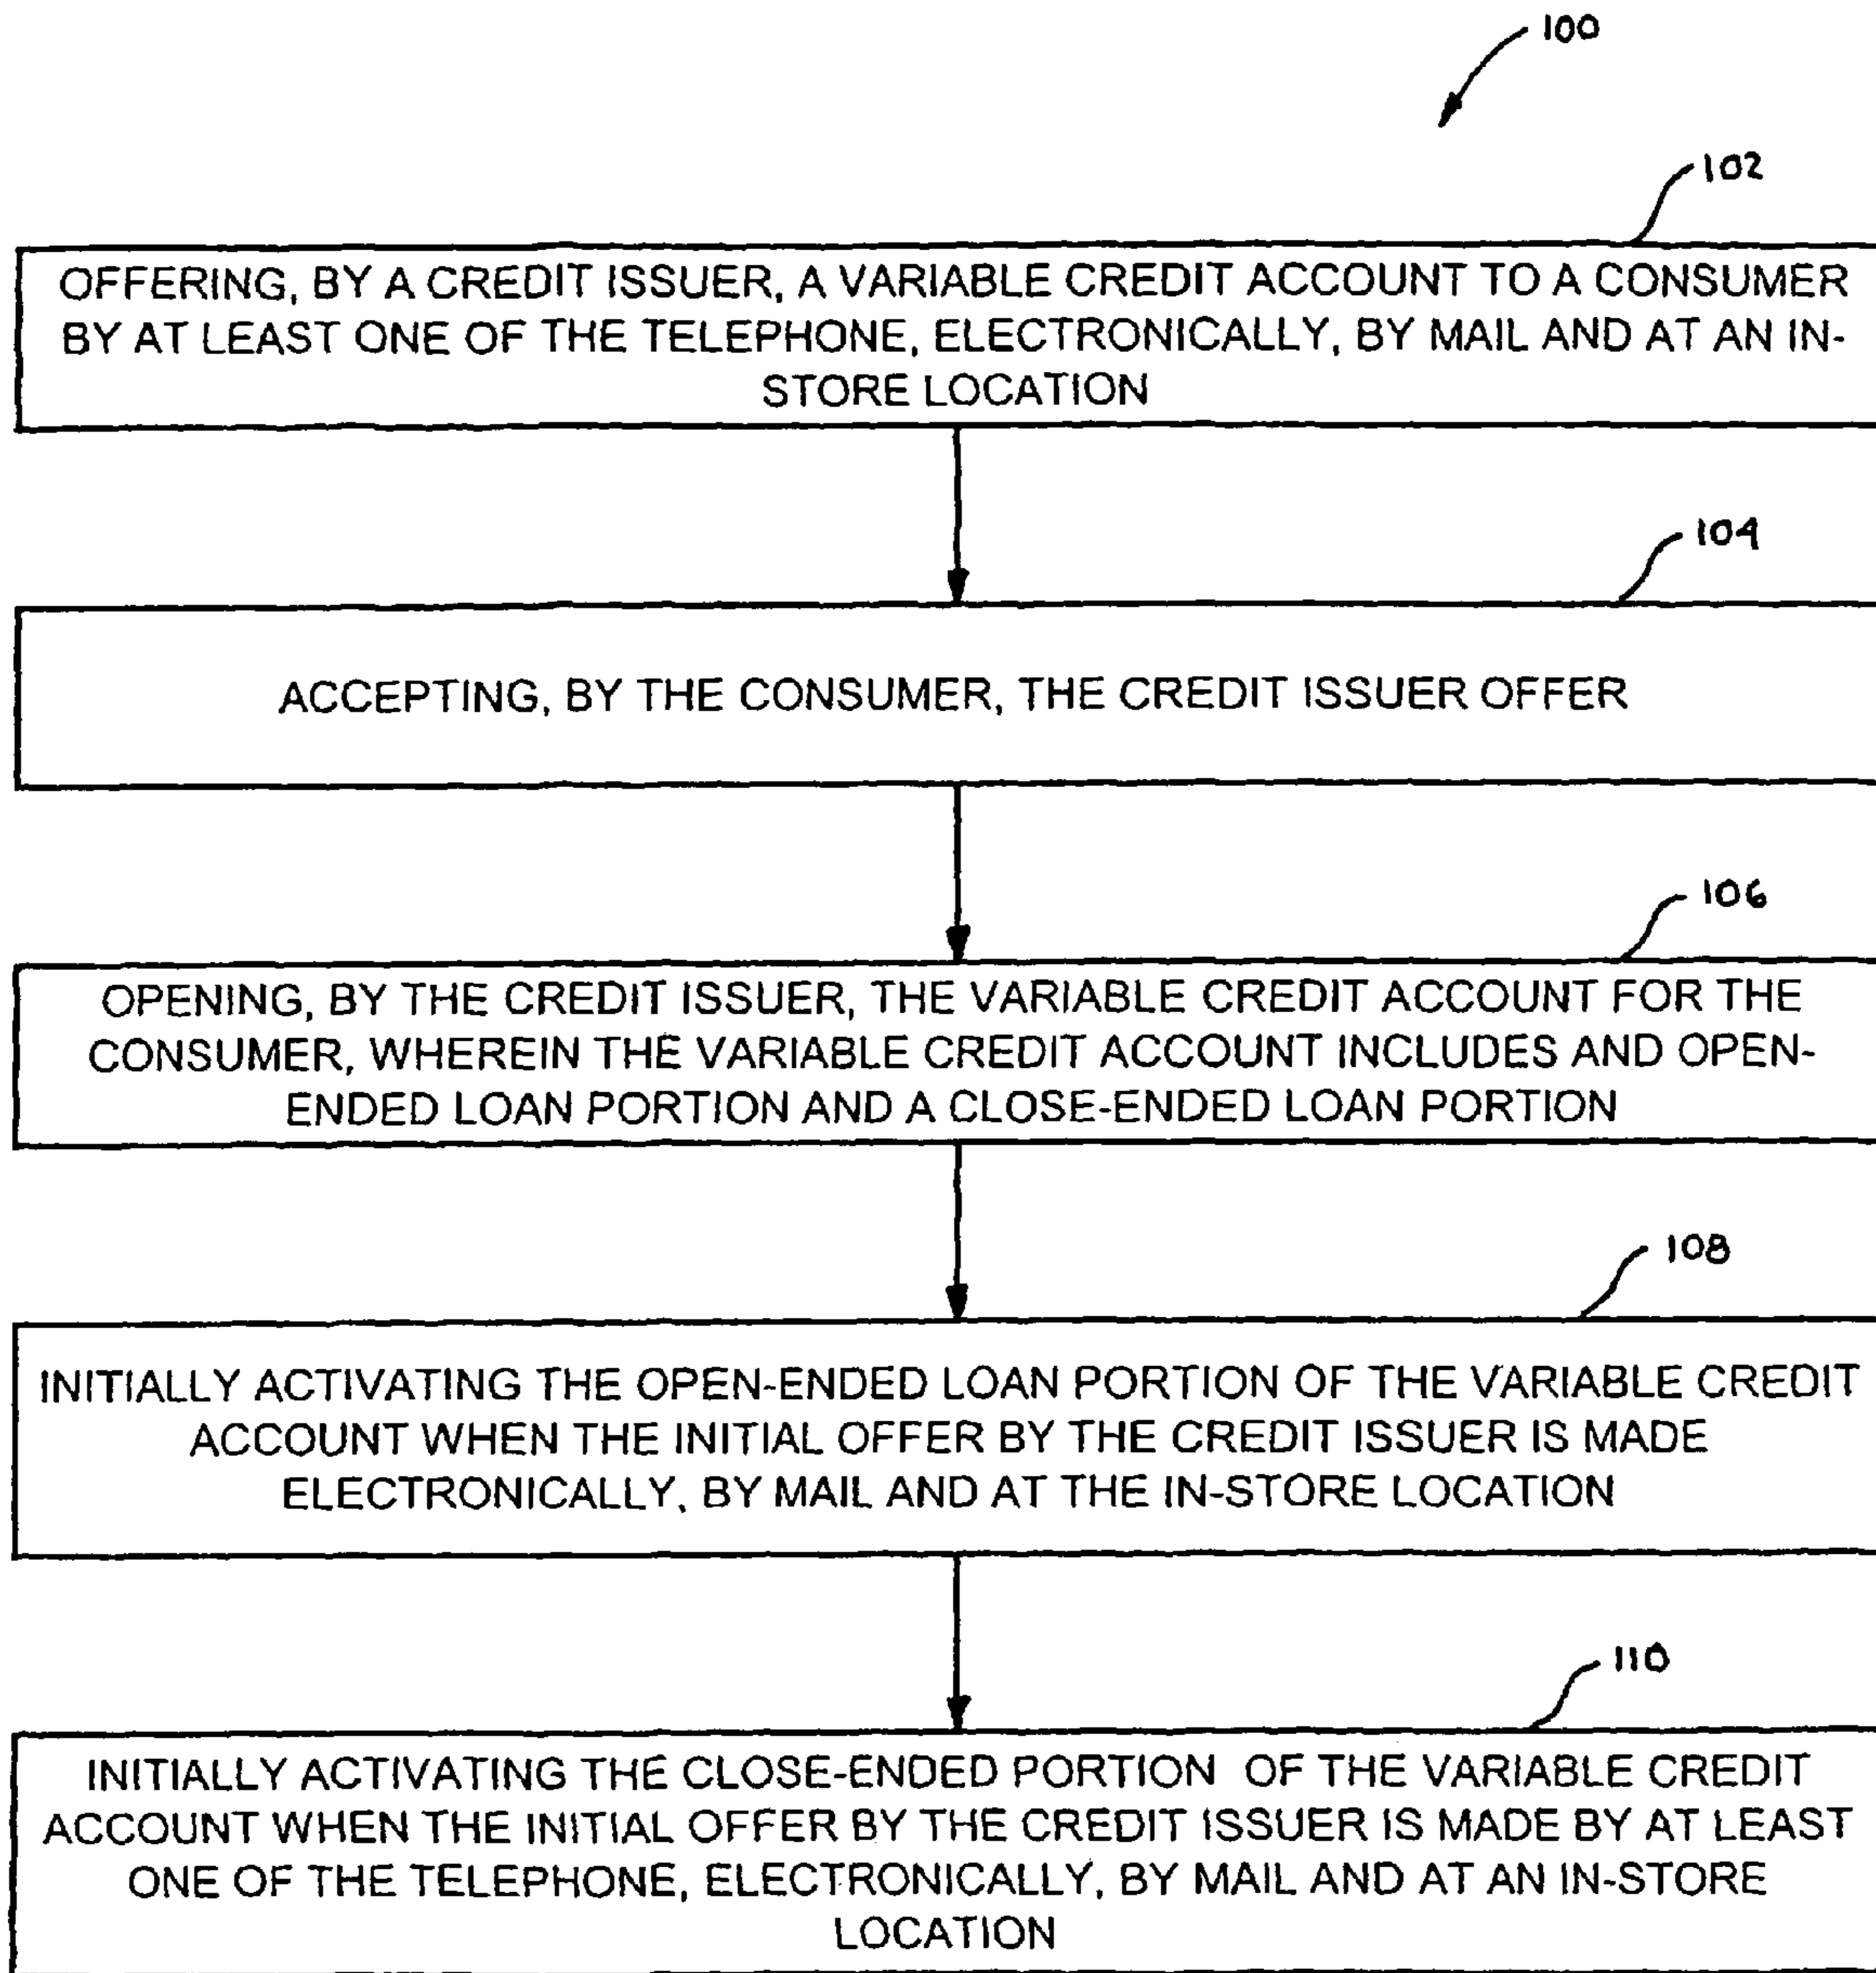 100
102
OFFERING, BY A CREDIT ISSUER, A VARIABLE CREDIT ACCOUNT TO A CONSUMER
BY AT LEAST ONE OF THE TELEPHONE, ELECTRONICALLY, BY MAIL AND AT AN IN-
STORE LOCATION
104
ACCEPTING, BY THE CONSUMER, THE CREDIT ISSUER OFFER
106
OPENING, BY THE CREDIT ISSUER, THE VARIABLE CREDIT ACCOUNT FOR THE
CONSUMER, WHEREIN THE VARIABLE CREDIT ACCOUNT INCLUDES AND OPEN-
ENDED LOAN PORTION AND A CLOSE-ENDED LOAN PORTION
108
INITIALLY ACTIVATING THE OPEN-ENDED LOAN PORTION OF THE VARIABLE CREDIT
ACCOUNT WHEN THE INITIAL OFFER BY THE CREDIT ISSUER IS MADE
ELECTRONICALLY, BY MAIL AND AT THE IN-STORE LOCATION
110
INITIALLY ACTIVATING THE CLOSE-ENDED PORTION OF THE VARIABLE CREDIT
ACCOUNT WHEN THE INITIAL OFFER BY THE CREDIT ISSUER IS MADE BY AT LEAST
ONE OF THE TELEPHONE, ELECTRONICALLY, BY MAIL AND AT AN IN-STORE
LOCATION